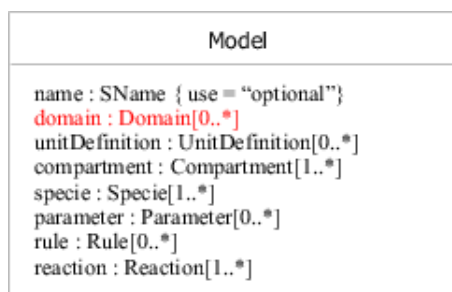 Model
name : SName { use = “optional”}
domain : Domain[0..*]
unitDefinition : UnitDefinition[0..*]
compartment : Compartment[1..*]
specie : Specie[1..*]
parameter : Parameter[0..*]
rule : Rule[0..*]
reaction : Reaction[1..*]